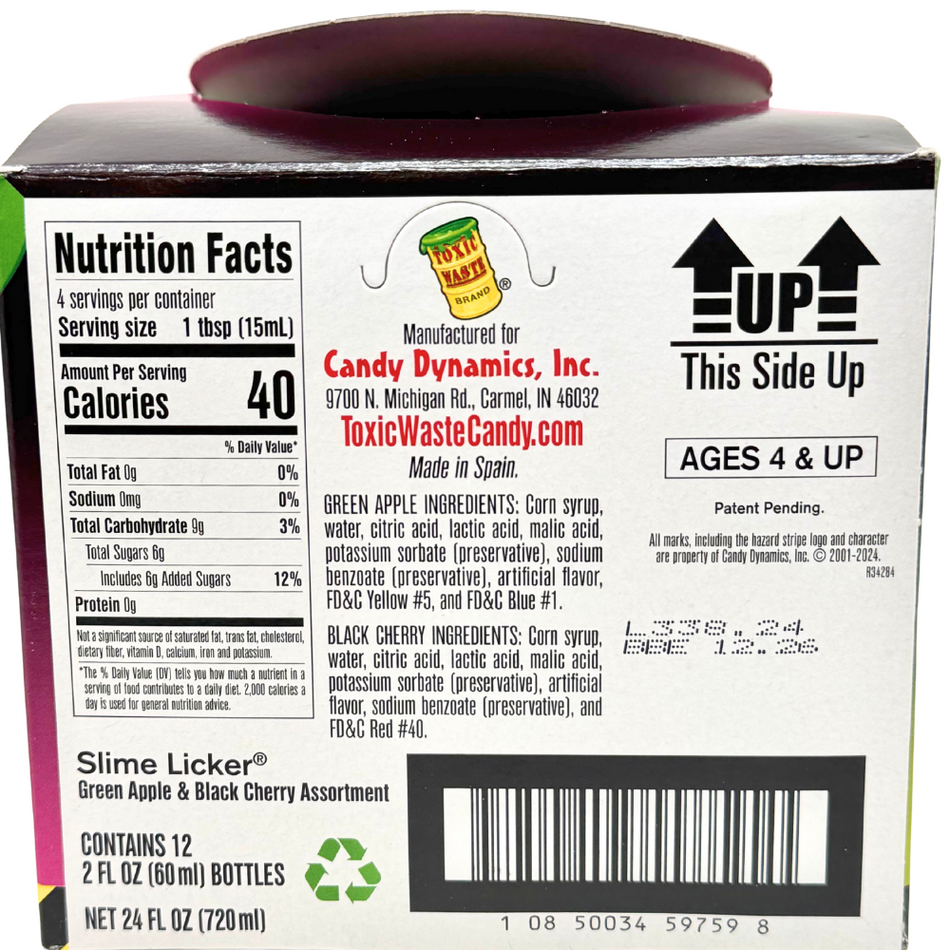 Nutrition Facts
4 servings per container
Serving size 1 tbsp (15mL)
Amount Per Serving
Calories 40
% Daily Value*
Total Fat 0g 0%
Sodium 0mg 0%
Total Carbohydrate 9g 3%
Total Sugars 6g
Includes 6g Added Sugars 12%
Protein 0g
Not a significant source of saturated fat, trans fat, cholesterol,
dietary fiber, vitamin D, calcium, iron and potassium.
*The % Daily Value (DV) tells you how much a nutrient in a
serving of food contributes to a daily diet. 2,000 calories a
day is used for general nutrition advice.
TOXIC
WASTE
BRAND
®
Manufactured for
Candy Dynamics, Inc.
9700 N. Michigan Rd., Carmel, IN 46032
ToxicWasteCandy.com
Made in Spain.
GREEN APPLE INGREDIENTS: Corn syrup,
water, citric acid, lactic acid, malic acid,
potassium sorbate (preservative), sodium
benzoate (preservative), artificial flavor,
FD&C Yellow #5, and FD&C Blue #1.
BLACK CHERRY INGREDIENTS: Corn syrup,
water, citric acid, lactic acid, malic acid,
potassium sorbate (preservative), artificial
flavor, sodium benzoate (preservative), and
FD&C Red #40.
UP
This Side Up
AGES 4 & UP
Patent Pending.
All marks, including the hazard stripe logo and character
are property of Candy Dynamics, Inc. © 2001-2024.
R34284
L338.24
BBE 12.26
Slime Licker®
Green Apple & Black Cherry Assortment
CONTAINS 12
2 FL OZ (60ml) BOTTLES
NET 24 FL OZ (720ml)
1 08 50034 59759 8